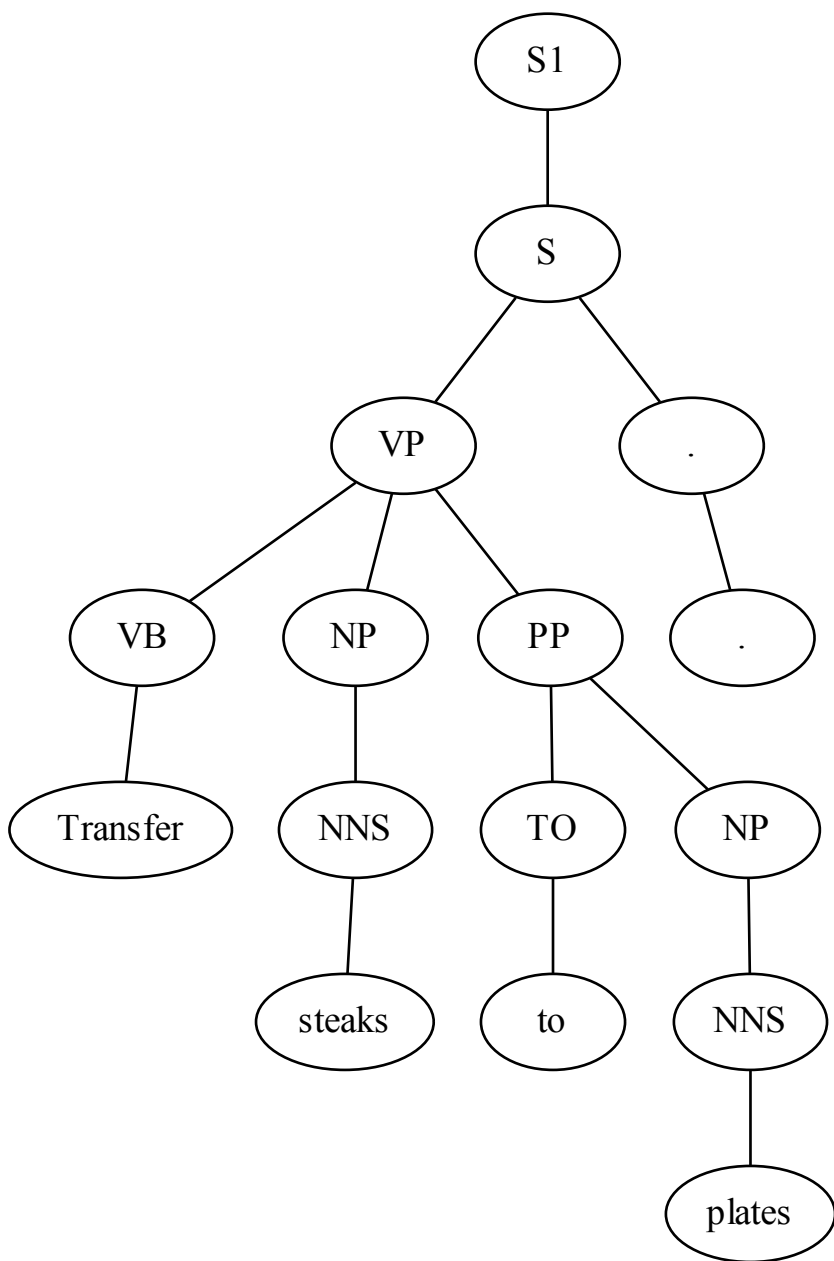 S1
S
VP .
VB NP PP .
Transfer NNS TO NP
steaks to NNS
plates